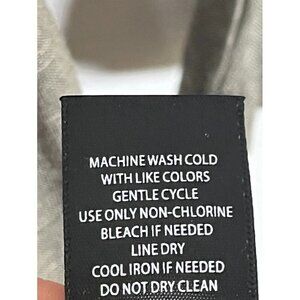 MACHINE WASH COLD
WITH LIKE COLORS
GENTLE CYCLE
USE ONLY NON-CHLORINE
BLEACH IF NEEDED
LINE DRY
COOL IRON IF NEEDED
DO NOT DRY CLEAN